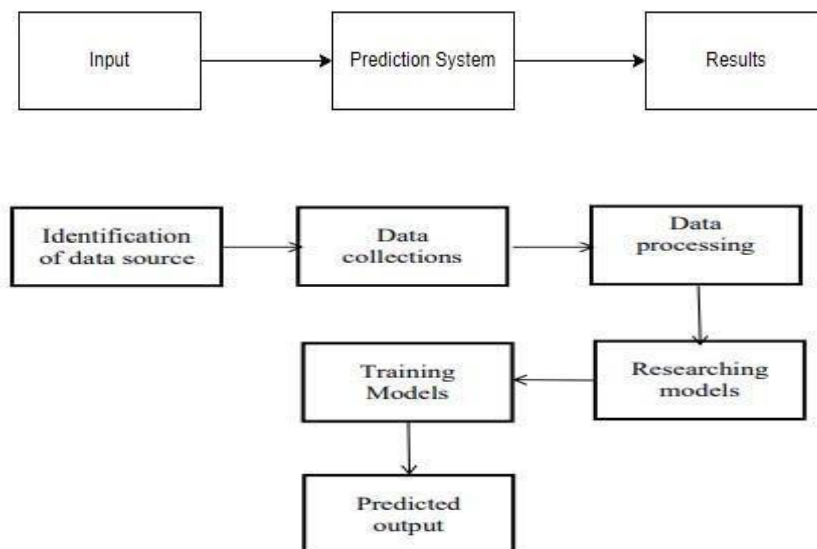 Input
Prediction System
Results
Identification
of data source
Data
collections
Data
processing
Researching
models
Training
Models
Predicted
output